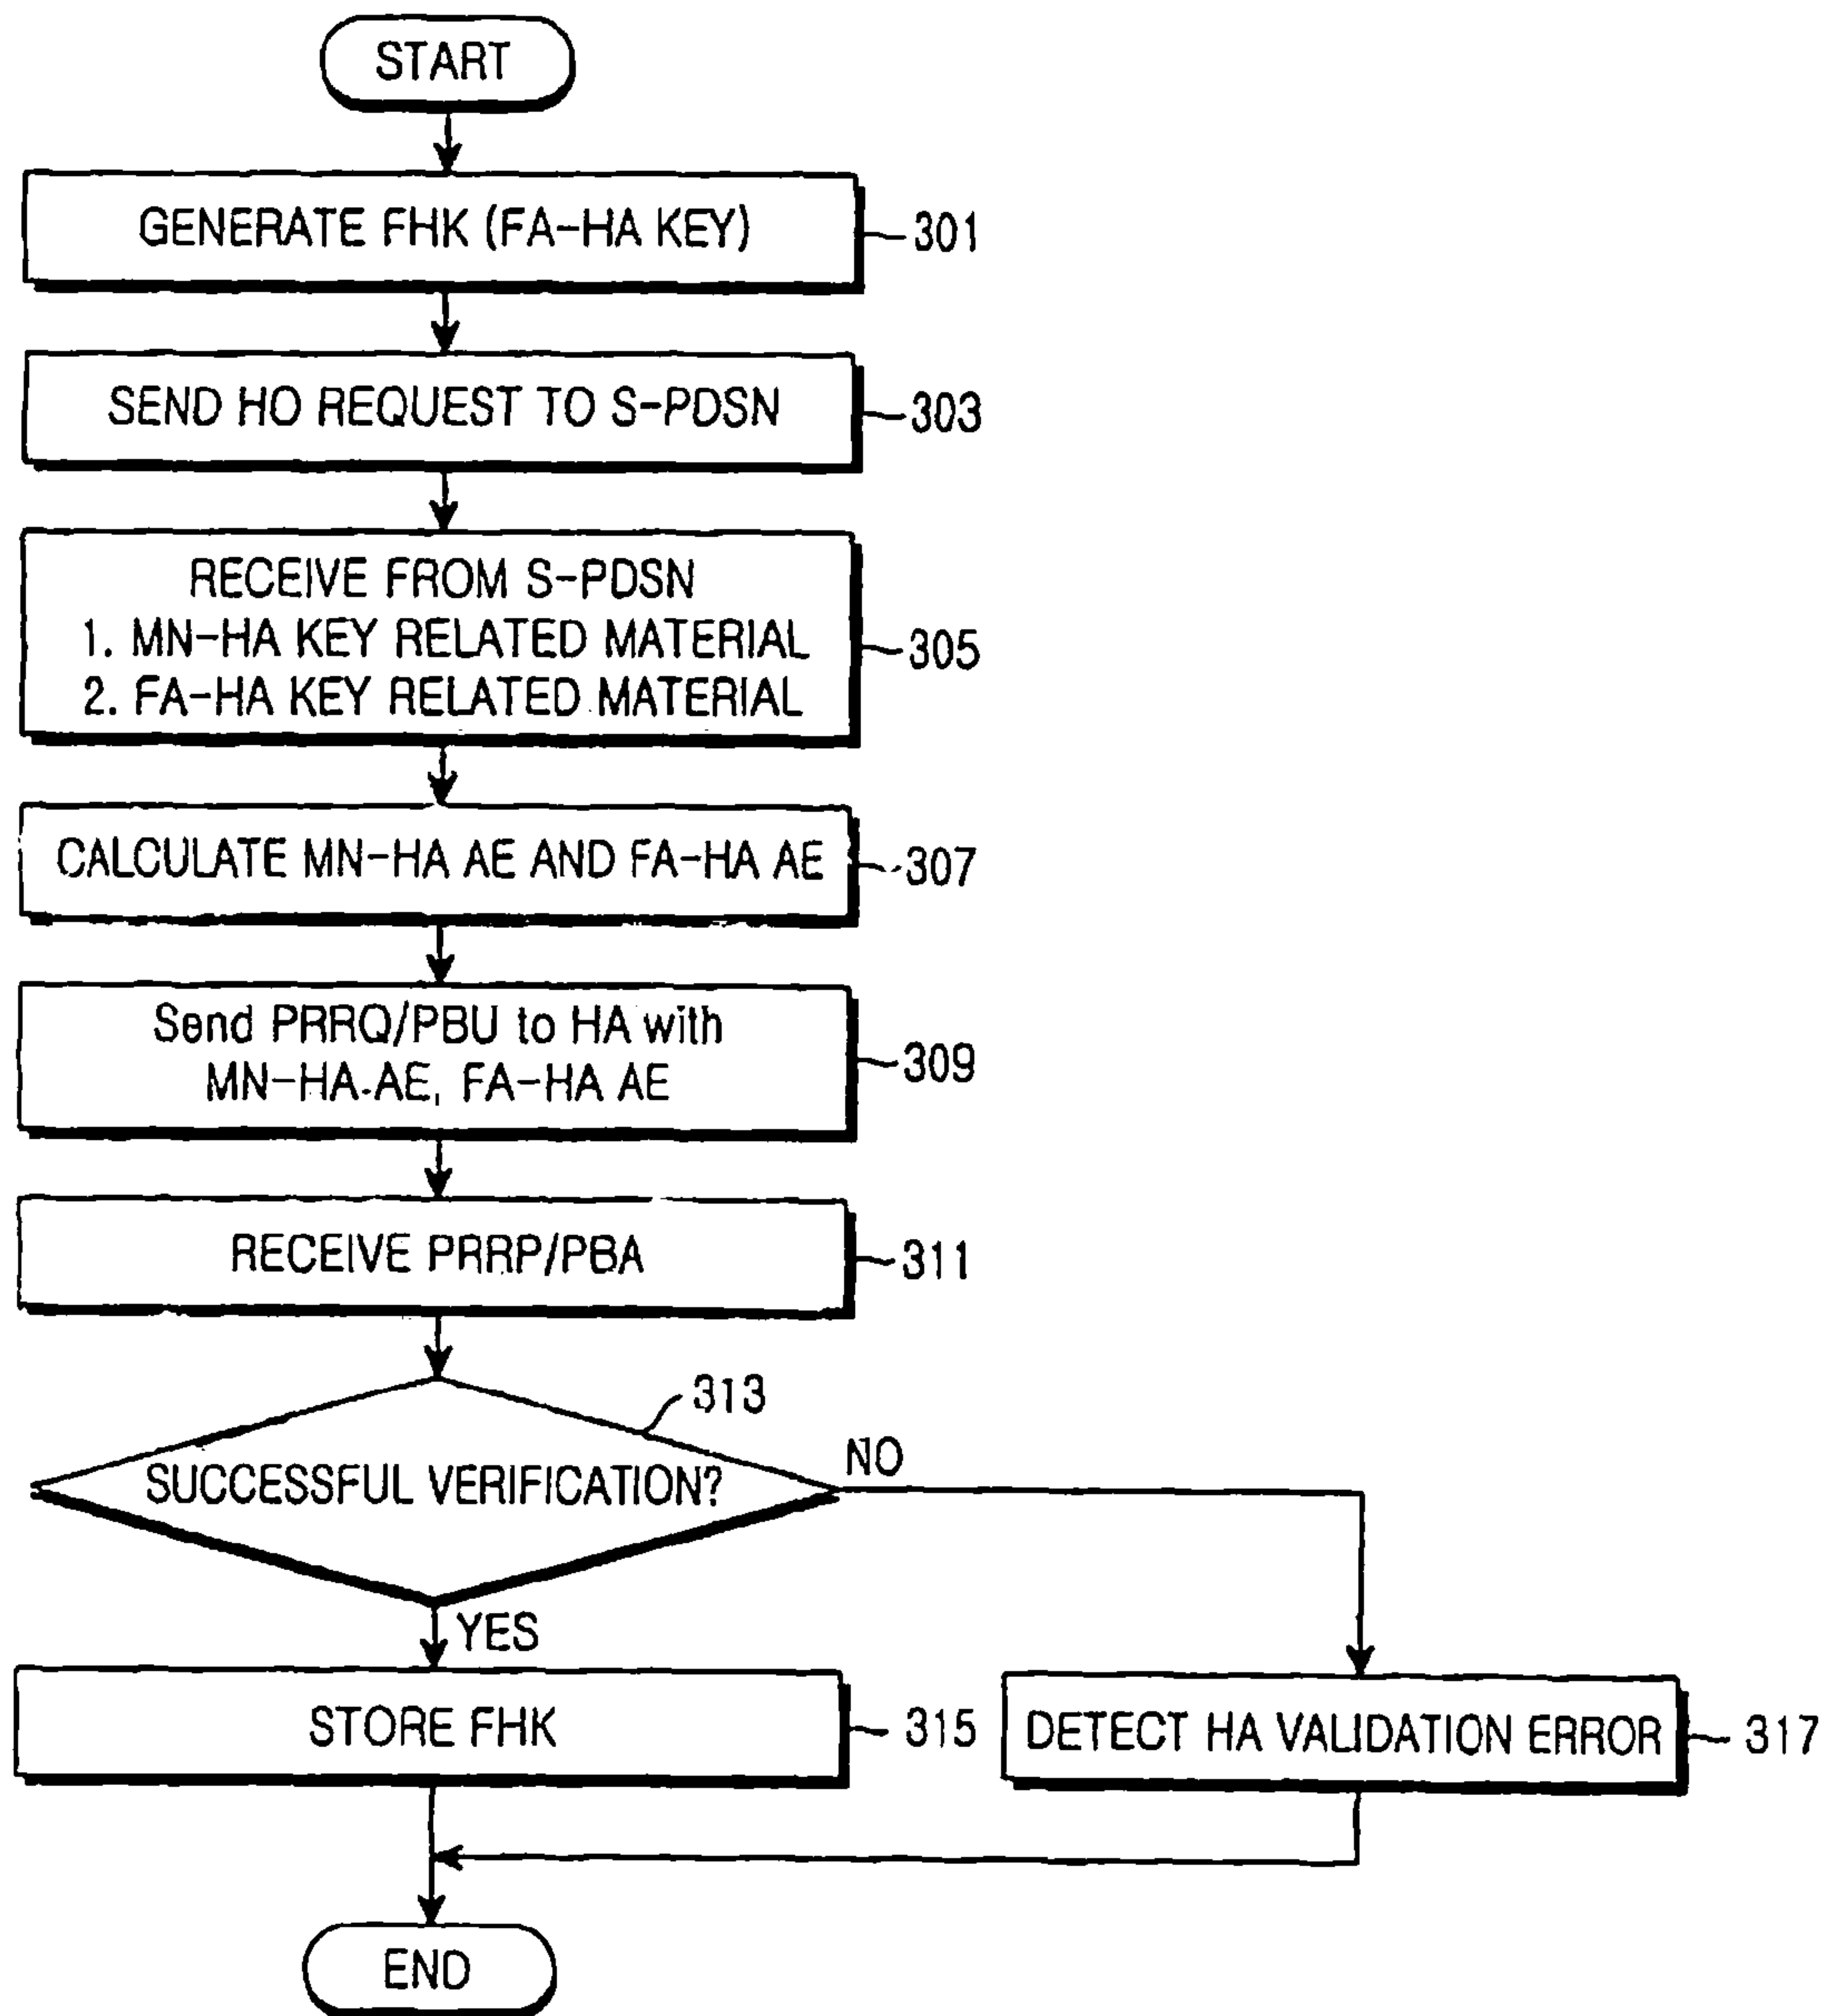 START
GENERATE FHK (FA-HA KEY)
301
SEND HO REQUEST TO S-PDSN
303
RECEIVE FROM S-PDSN
1. MN-HA KEY RELATED MATERIAL
2. FA-HA KEY RELATED MATERIAL
305
CALCULATE MN-HA AE AND FA-HA AE
307
Send PRRQ/PBU to HA with
MN-HA AE, FA-HA AE
309
RECEIVE PRRP/PBA
311
313
SUCCESSFUL VERIFICATION?
NO
YES
STORE FHK
315
DETECT HA VALIDATION ERROR
317
END